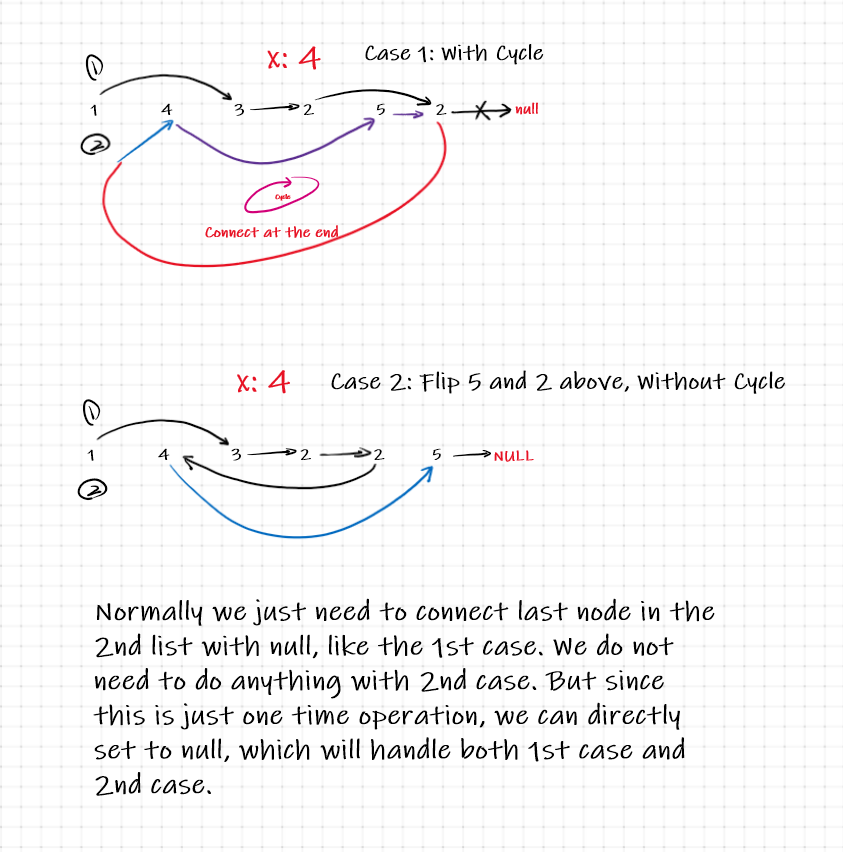 X: 4 Case 1: With Cycle
1
1 4 3 2 5 2 null
2
Cycle
Connect at the end
X: 4 Case 2: Flip 5 and 2 above, Without Cycle
1
1 4 3 2 2 5 NULL
2
Normally we just need to connect last node in the
2nd list with null, like the 1st case. We do not
need to do anything with 2nd case. But since
this is just one time operation, we can directly
set to null, which will handle both 1st case and
2nd case.